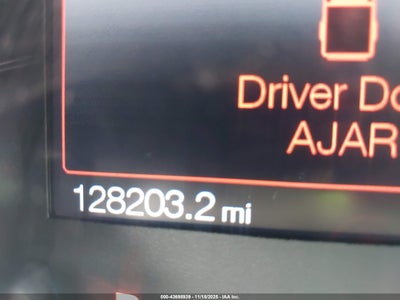 Driver Do
AJAR
128203.2 mi
000-43698939 - 11/18/2025 - IAA Inc.